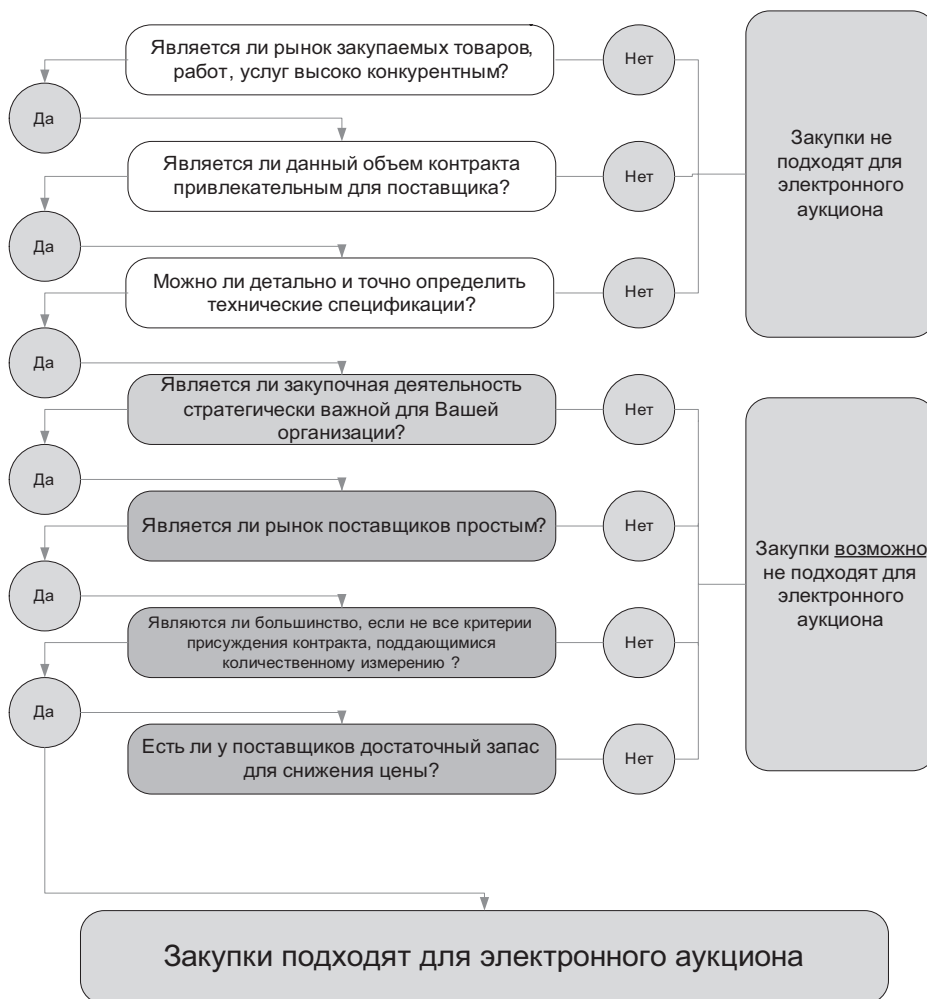 Является ли рынок закупаемых товаров,
работ, услуг высоко конкурентным?
Нет
Да
Является ли данный объем контракта
привлекательным для поставщика?
Нет
Закупки не
подходят для
электронного
аукциона
Да
Можно ли детально и точно определить
технические спецификации?
Нет
Да
Является ли закупочная деятельность
стратегически важной для Вашей
организации?
Нет
Да
Является ли рынок поставщиков простым?
Нет
Закупки возможно
не подходят для
электронного
аукциона
Да
Являются ли большинство, если не все критерии
присуждения контракта, поддающимися
количественному измерению ?
Нет
Да
Есть ли у поставщиков достаточный запас
для снижения цены?
Нет
Закупки подходят для электронного аукциона